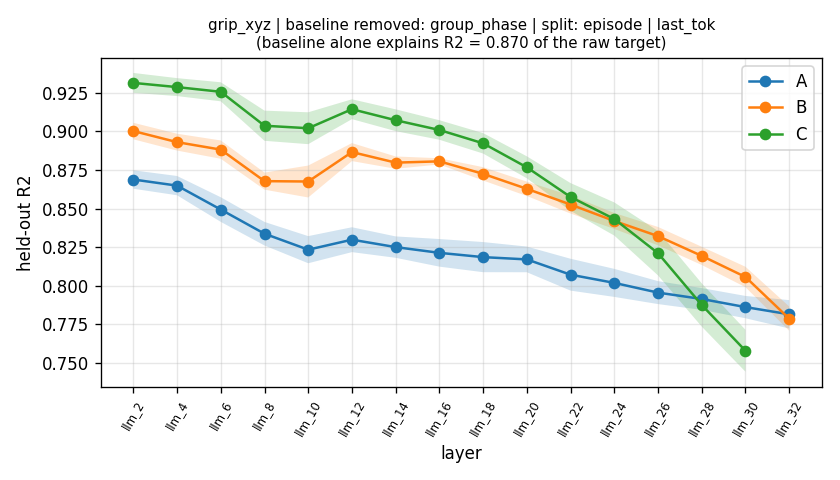 grip_xyz | baseline removed: group_phase | split: episode | last_tok
(baseline alone explains R2 = 0.870 of the raw target)
A
B
C
held-out R2
0.925
0.900
0.875
0.850
0.825
0.800
0.775
0.750
llm_2
llm_4
llm_6
llm_8
llm_10
llm_12
llm_14
llm_16
llm_18
llm_20
llm_22
llm_24
llm_26
llm_28
llm_30
llm_32
layer